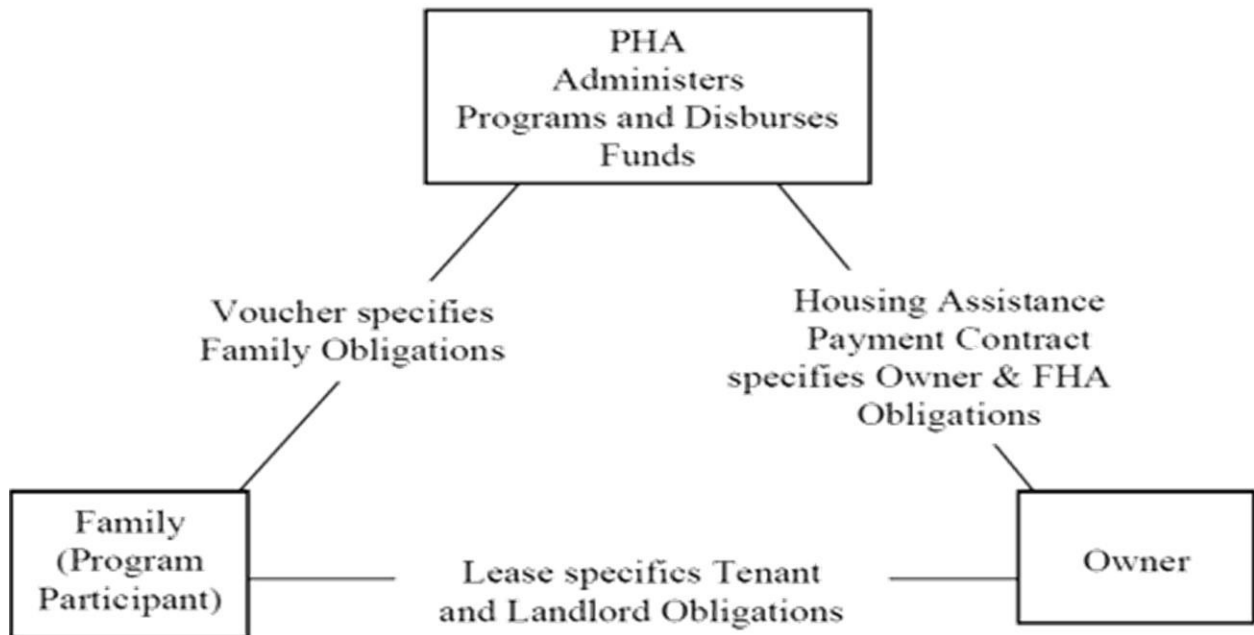 PHA
Administers
Programs and Disburses
Funds
Voucher specifies
Family Obligations
Housing Assistance
Payment Contract
specifies Owner & FHA
Obligations
Family
(Program
Participant)
Lease specifics Tenant
and Landlord Obligations
Owner